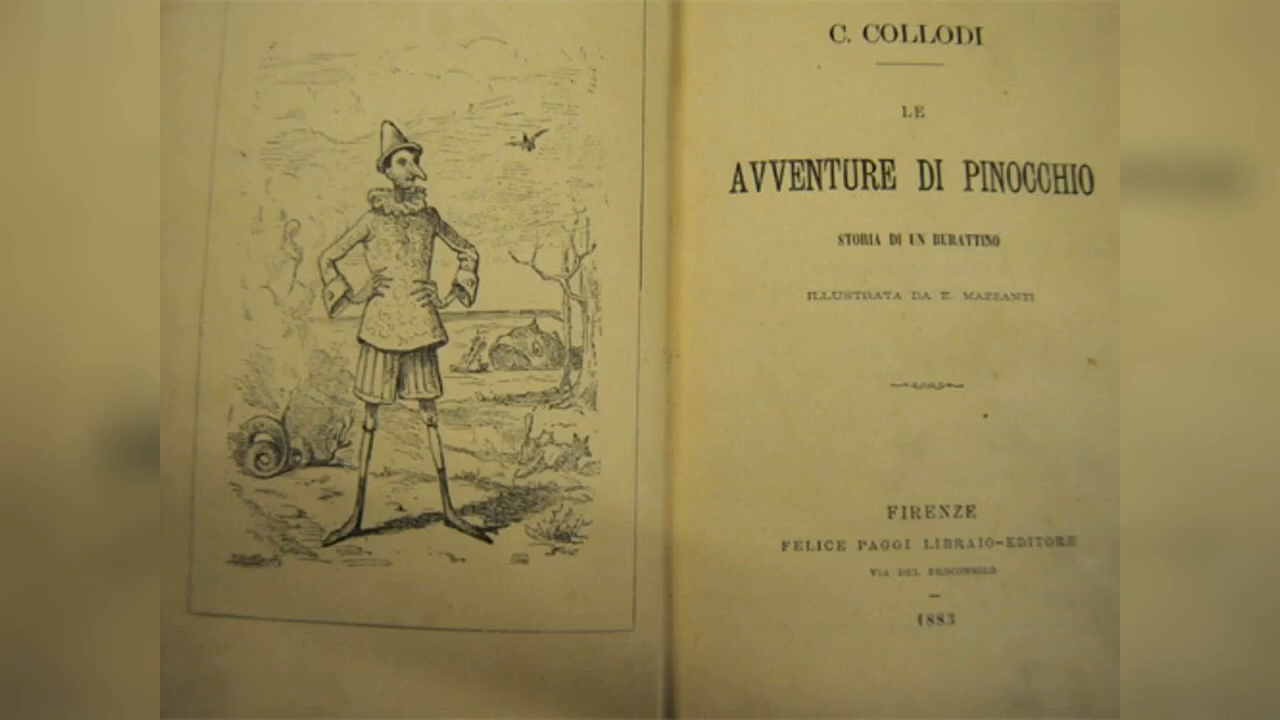 C. COLLODI
LE
AVVENTURE DI PINOCCHIO
STORIA DI UN BURATTINO
ILLUSTRATA DA E. MAZZANTI
FIRENZE
FELICE PAGGI LIBRAIO-EDITORE
VIA DEL PROCONSOLO
1883